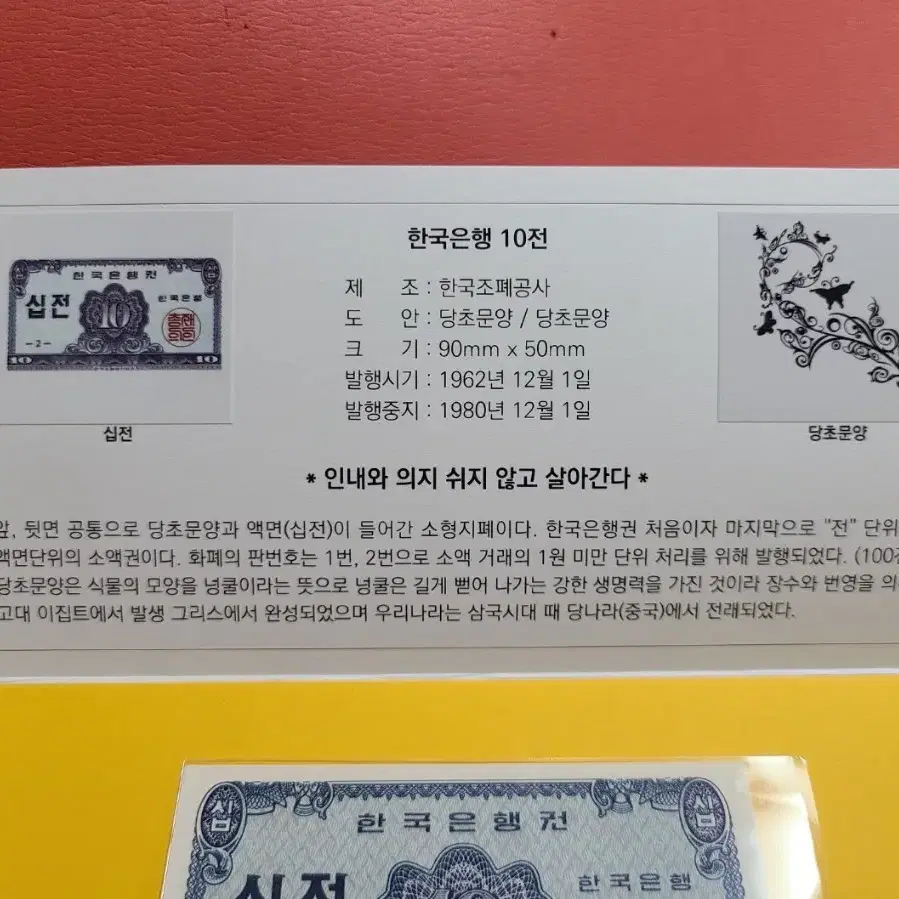 한국은행 10전
한국은행권
십전
10
한국은행
-2-
10
10
제 조 : 한국조폐공사
도 안 : 당초문양 / 당초문양
크 기 : 90mm x 50mm
발행시기 : 1962년 12월 1일
발행중지 : 1980년 12월 1일
십전
당초문양
* 인내와 의지 쉬지 않고 살아간다 *
앞, 뒷면 공통으로 당초문양과 액면(십전)이 들어간 소형지폐이다. 한국은행권 처음이자 마지막으로 "전" 단위
액면단위의 소액권이다. 화폐의 판번호는 1번, 2번으로 소액 거래의 1원 미만 단위 처리를 위해 발행되었다. (100전
당초문양은 식물의 모양을 넝쿨이라는 뜻으로 넝쿨은 길게 뻗어 나가는 강한 생명력을 가진 것이라 장수와 번영을 의
고대 이집트에서 발생 그리스에서 완성되었으며 우리나라는 삼국시대 때 당나라(중국)에서 전래되었다.
십
십
한국은행권
한국은행
십전